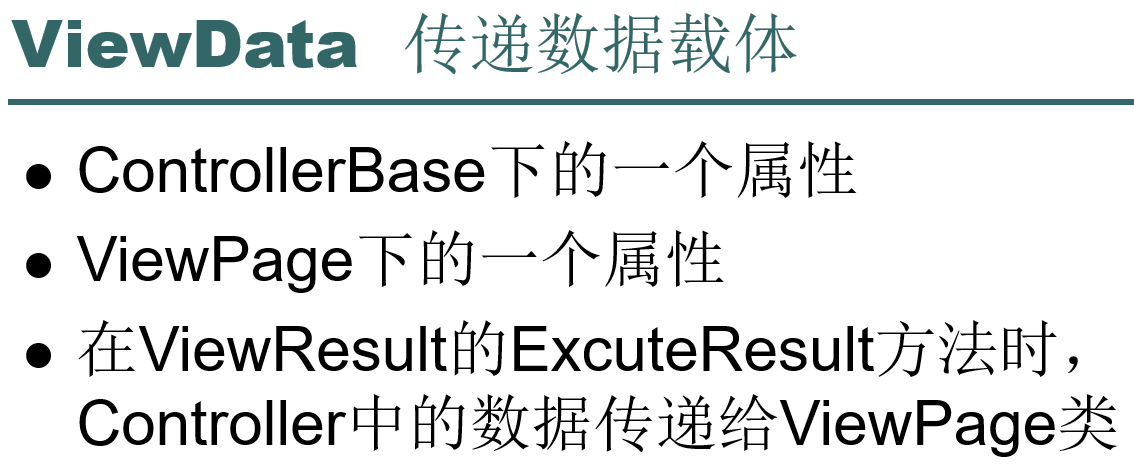 ViewData 传递数据载体
● ControllerBase下的一个属性
● ViewPage下的一个属性
● 在ViewResult的ExcuteResult方法时，
Controller中的数据传递给ViewPage类